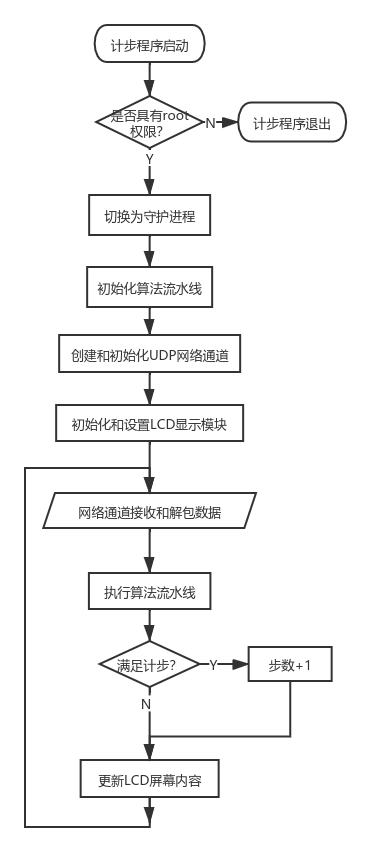 计步程序启动
是否具有root
权限?
N
计步程序退出
Y
切换为守护进程
初始化算法流水线
创建和初始化UDP网络通道
初始化和设置LCD显示模块
网络通道接收和解包数据
执行算法流水线
满足计步?
Y
步数+1
N
更新LCD屏幕内容